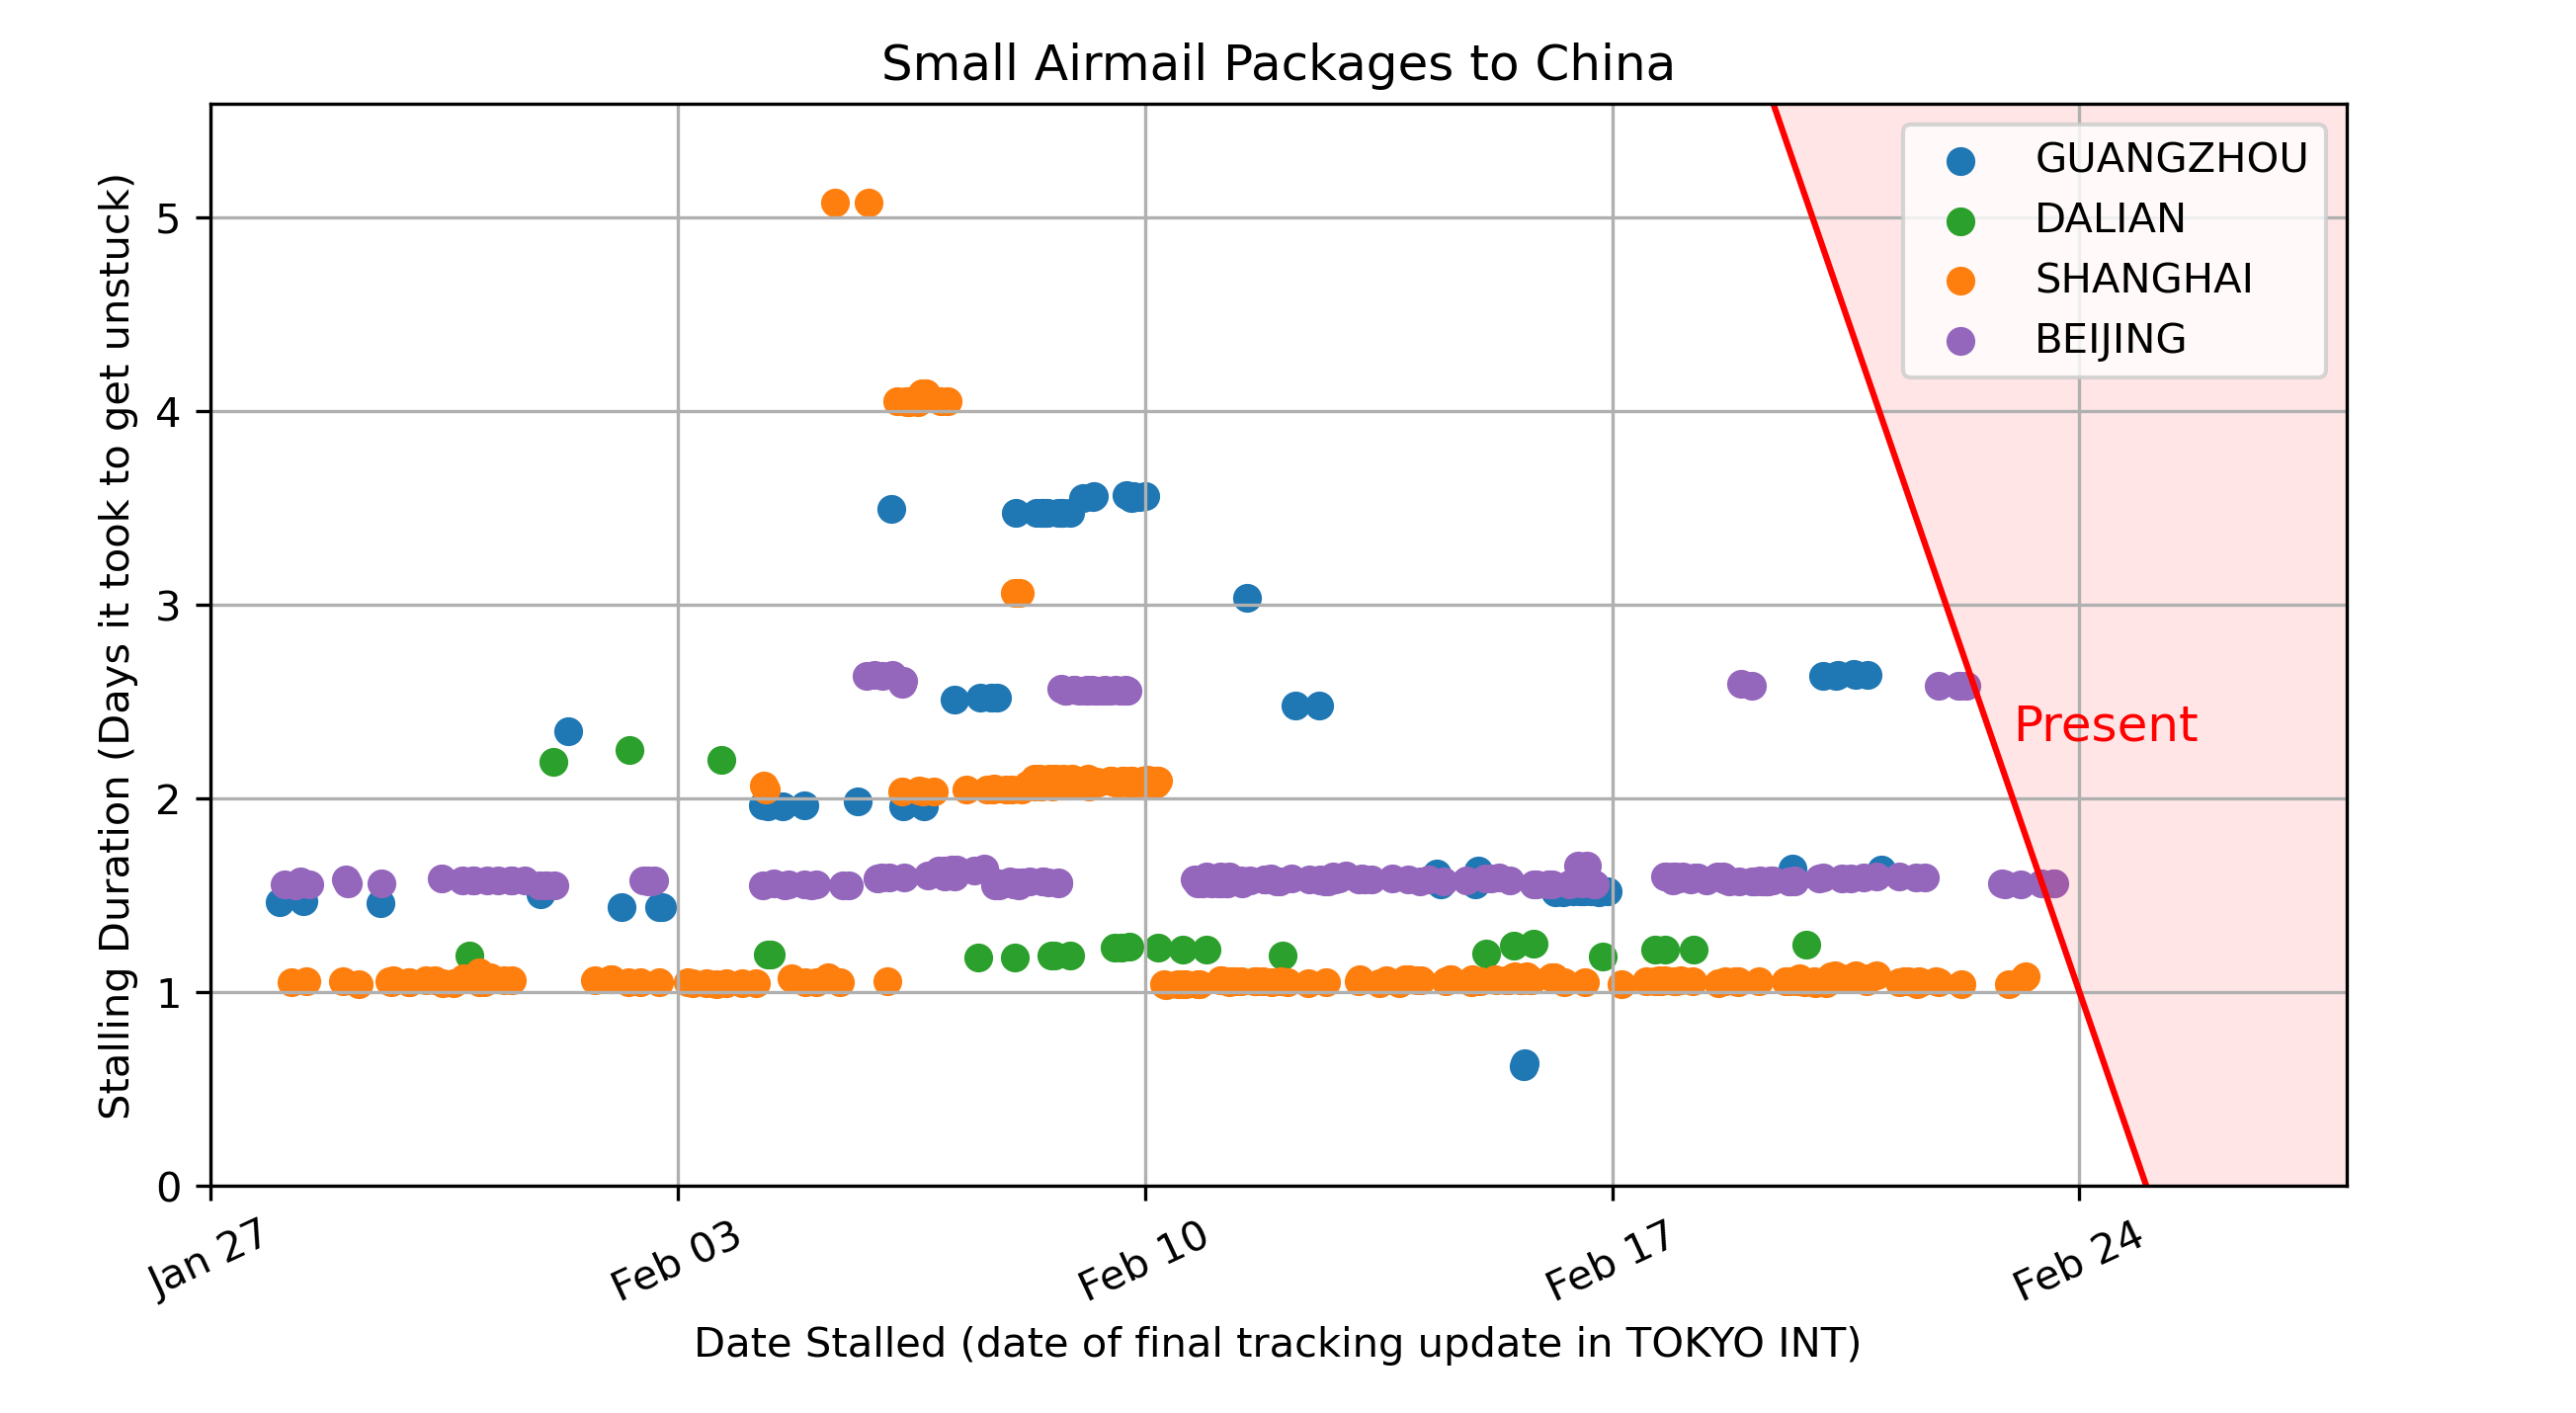 Small Airmail Packages to China
Stalling Duration (Days it took to get unstuck)
5
4
3
2
1
0
GUANGZHOU
DALIAN
SHANGHAI
BEIJING
Present
Jan 27
Feb 03
Feb 10
Feb 17
Feb 24
Date Stalled (date of final tracking update in TOKYO INT)